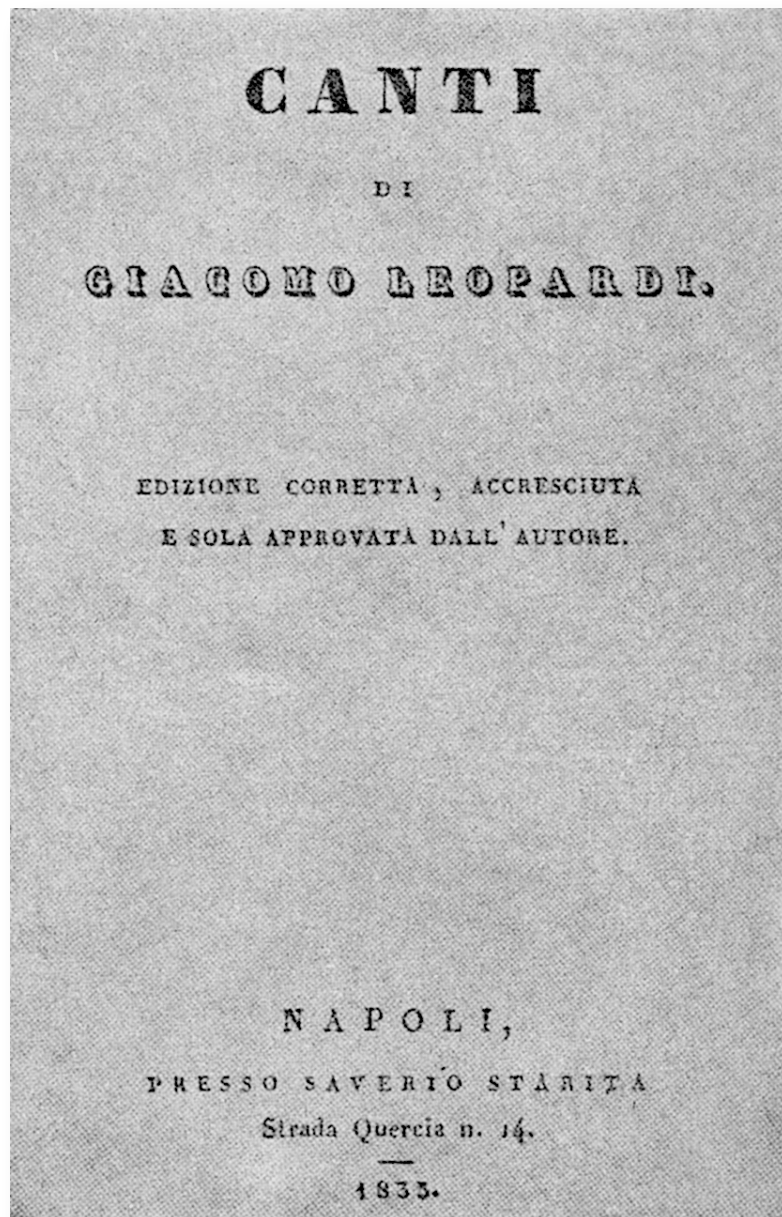 CANTI
DI
GIACOMO LEOPARDI.
EDIZIONE CORRETTA, ACCRESCIUTA
E SOLA APPROVATA DALL'AUTORE.
NAPOLI,
PRESSO SAVERIO STARITA
Strada Quercia n. 14.
1835.